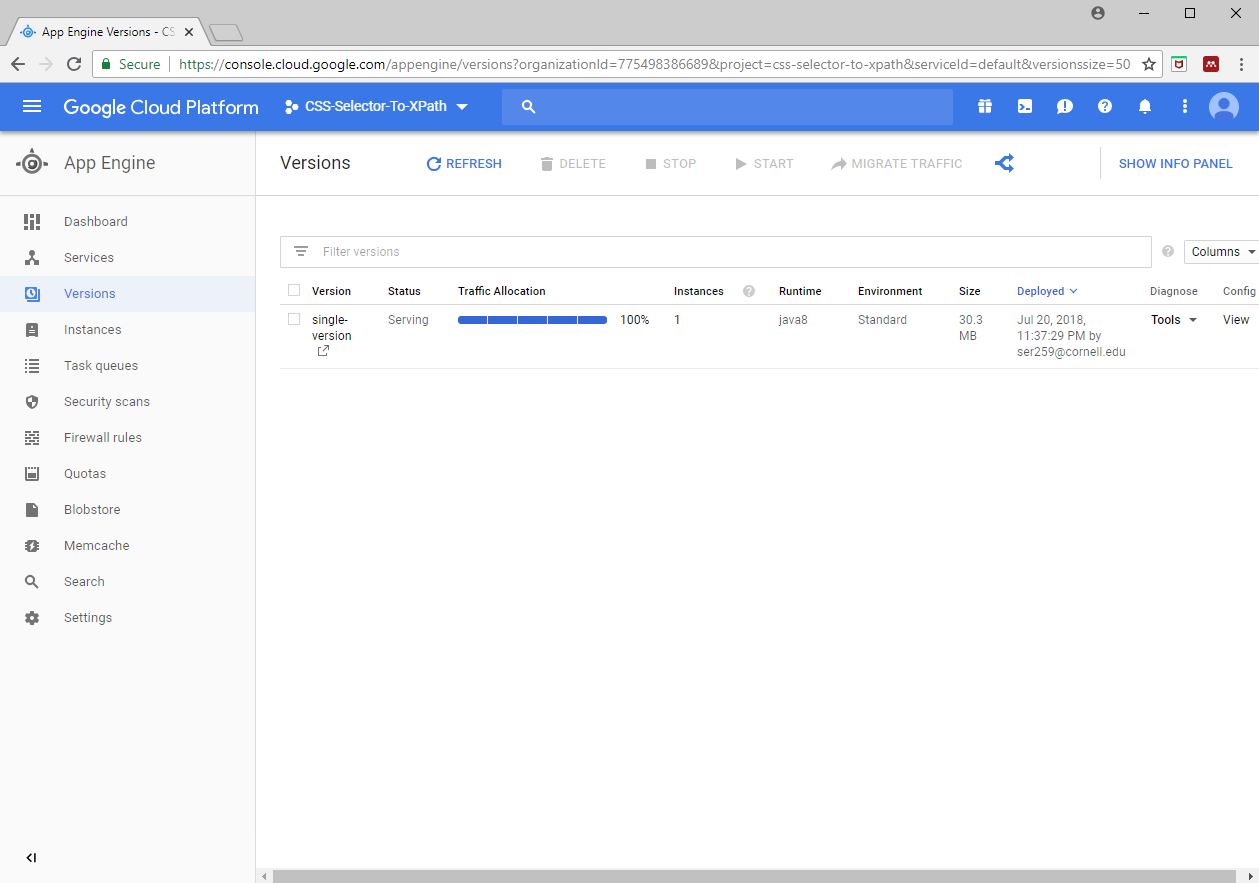 App Engine Versions - CS
Secure
https://console.cloud.google.com/appengine/versions?organizationId=775498386689&project=css-selector-to-xpath&serviceId=default&versionssize=50
Google Cloud Platform
CSS-Selector-To-XPath
App Engine
Versions
REFRESH
DELETE
STOP
START
MIGRATE TRAFFIC
SHOW INFO PANEL
Dashboard
Services
Versions
Instances
Task queues
Security scans
Firewall rules
Quotas
Blobstore
Memcache
Search
Settings
Filter versions
Columns
Version Status Traffic Allocation Instances Runtime Environment Size Deployed Diagnose Config
single- Serving 100% 1 java8 Standard 30.3 Jul 20, 2018, Tools View
version MB 11:37:29 PM by
ser259@cornell.edu